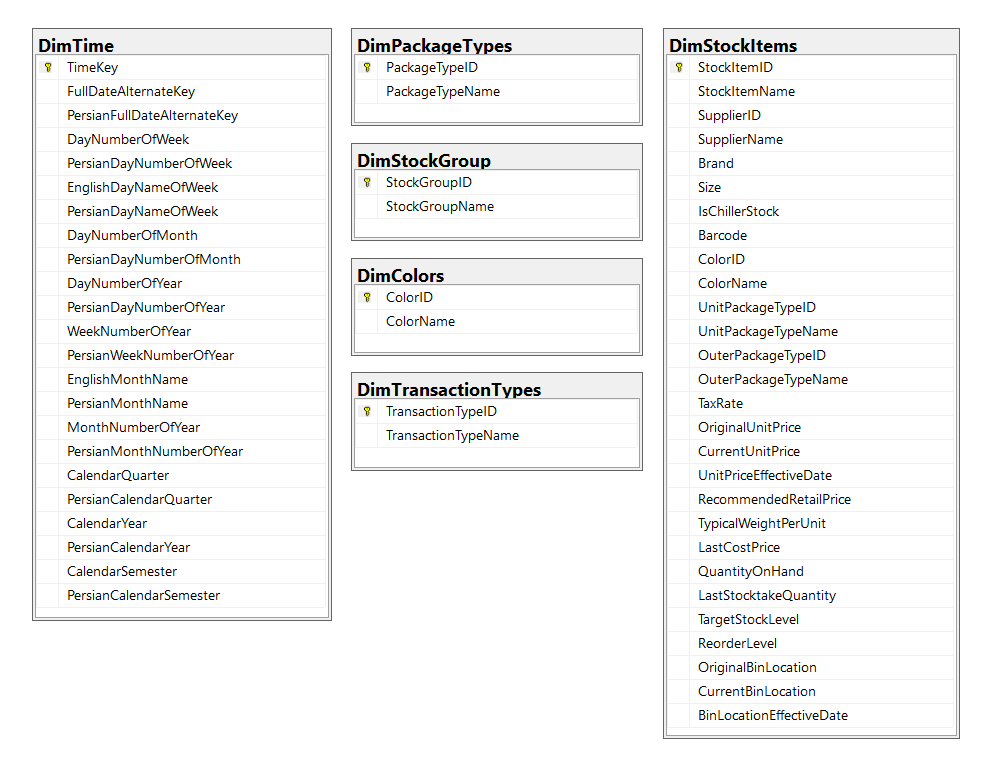 DimTime
TimeKey
FullDateAlternateKey
PersianFullDateAlternateKey
DayNumberOfWeek
PersianDayNumberOfWeek
EnglishDayNameOfWeek
PersianDayNameOfWeek
DayNumberOfMonth
PersianDayNumberOfMonth
DayNumberOfYear
PersianDayNumberOfYear
WeekNumberOfYear
PersianWeekNumberOfYear
EnglishMonthName
PersianMonthName
MonthNumberOfYear
PersianMonthNumberOfYear
CalendarQuarter
PersianCalendarQuarter
CalendarYear
PersianCalendarYear
CalendarSemester
PersianCalendarSemester
DimPackageTypes
PackageTypeID
PackageTypeName
DimStockGroup
StockGroupID
StockGroupName
DimColors
ColorID
ColorName
DimTransactionTypes
TransactionTypeID
TransactionTypeName
DimStockItems
StockItemID
StockItemName
SupplierID
SupplierName
Brand
Size
IsChillerStock
Barcode
ColorID
ColorName
UnitPackageTypeID
UnitPackageTypeName
OuterPackageTypeID
OuterPackageTypeName
TaxRate
OriginalUnitPrice
CurrentUnitPrice
UnitPriceEffectiveDate
RecommendedRetailPrice
TypicalWeightPerUnit
LastCostPrice
QuantityOnHand
LastStocktakeQuantity
TargetStockLevel
ReorderLevel
OriginalBinLocation
CurrentBinLocation
BinLocationEffectiveDate